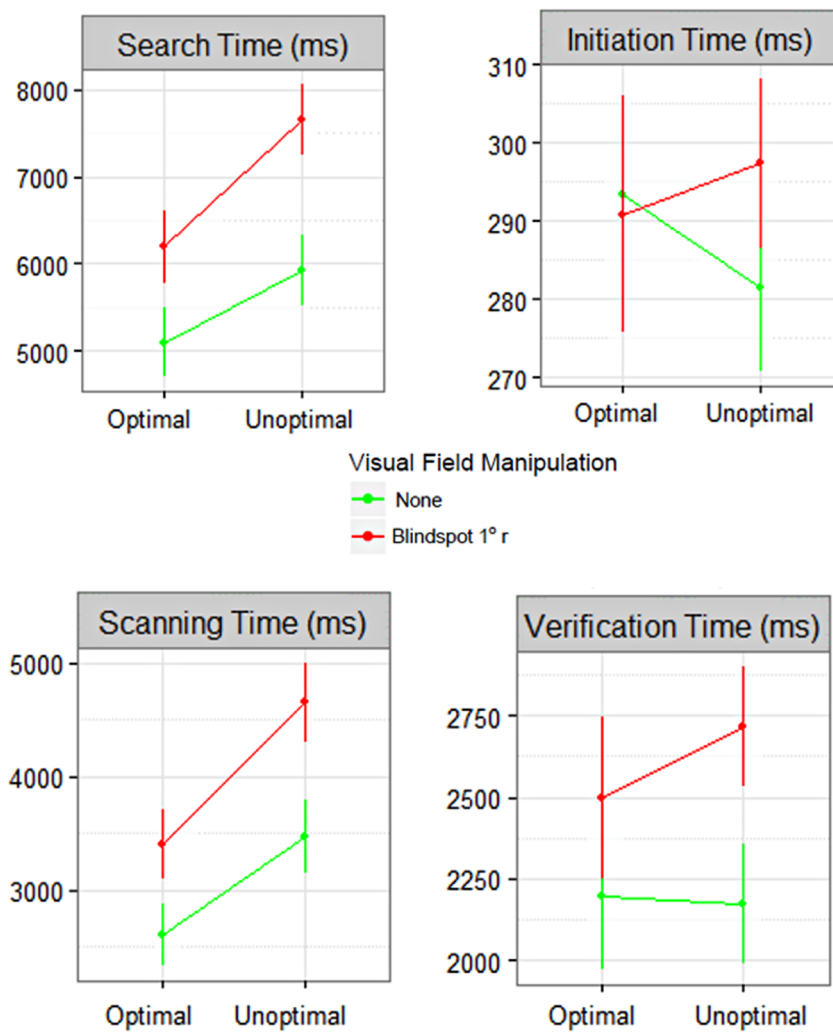 Search Time (ms)
8000
7000
6000
5000
Optimal Unoptimal
Initiation Time (ms)
310
300
290
280
270
Optimal Unoptimal
Visual Field Manipulation
None
Blindspot 1° r
Scanning Time (ms)
5000
4000
3000
Optimal Unoptimal
Verification Time (ms)
2750
2500
2250
2000
Optimal Unoptimal